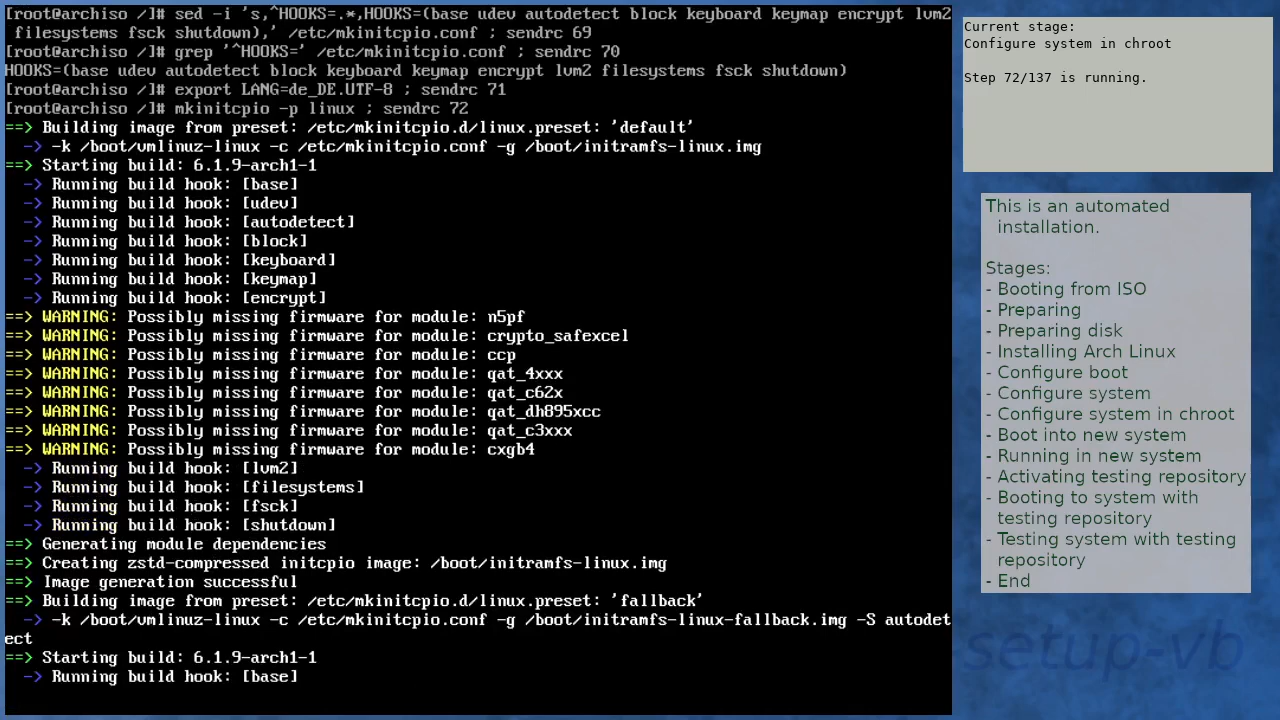 [root@archiso /]# sed -i 's,^HOOKS=.*,HOOKS=(base udev autodetect block keyboard keymap encrypt lvm2
 filesystems fsck shutdown),' /etc/mkinitcpio.conf ; sendrc 69
[root@archiso /]# grep '^HOOKS=' /etc/mkinitcpio.conf ; sendrc 70
HOOKS=(base udev autodetect block keyboard keymap encrypt lvm2 filesystems fsck shutdown)
[root@archiso /]# export LANG=de_DE.UTF-8 ; sendrc 71
[root@archiso /]# mkinitcpio -p linux ; sendrc 72
==> Building image from preset: /etc/mkinitcpio.d/linux.preset: 'default'
  -> -k /boot/vmlinuz-linux -c /etc/mkinitcpio.conf -g /boot/initramfs-linux.img
==> Starting build: 6.1.9-arch1-1
  -> Running build hook: [base]
  -> Running build hook: [udev]
  -> Running build hook: [autodetect]
  -> Running build hook: [block]
  -> Running build hook: [keyboard]
  -> Running build hook: [keymap]
  -> Running build hook: [encrypt]
==> WARNING: Possibly missing firmware for module: n5pf
==> WARNING: Possibly missing firmware for module: crypto_safexcel
==> WARNING: Possibly missing firmware for module: ccp
==> WARNING: Possibly missing firmware for module: qat_4xxx
==> WARNING: Possibly missing firmware for module: qat_c62x
==> WARNING: Possibly missing firmware for module: qat_dh895xcc
==> WARNING: Possibly missing firmware for module: qat_c3xxx
==> WARNING: Possibly missing firmware for module: cxgb4
  -> Running build hook: [lvm2]
  -> Running build hook: [filesystems]
  -> Running build hook: [fsck]
  -> Running build hook: [shutdown]
==> Generating module dependencies
==> Creating zstd-compressed initcpio image: /boot/initramfs-linux.img
==> Image generation successful
==> Building image from preset: /etc/mkinitcpio.d/linux.preset: 'fallback'
  -> -k /boot/vmlinuz-linux -c /etc/mkinitcpio.conf -g /boot/initramfs-linux-fallback.img -S autodet
ect
==> Starting build: 6.1.9-arch1-1
  -> Running build hook: [base]
Current stage:
Configure system in chroot
Step 72/137 is running.
This is an automated
installation.
Stages:
- Booting from ISO
- Preparing
- Preparing disk
- Installing Arch Linux
- Configure boot
- Configure system
- Configure system in chroot
- Boot into new system
- Running in new system
- Activating testing repository
- Booting to system with
testing repository
- Testing system with testing
repository
- End
setup-vb